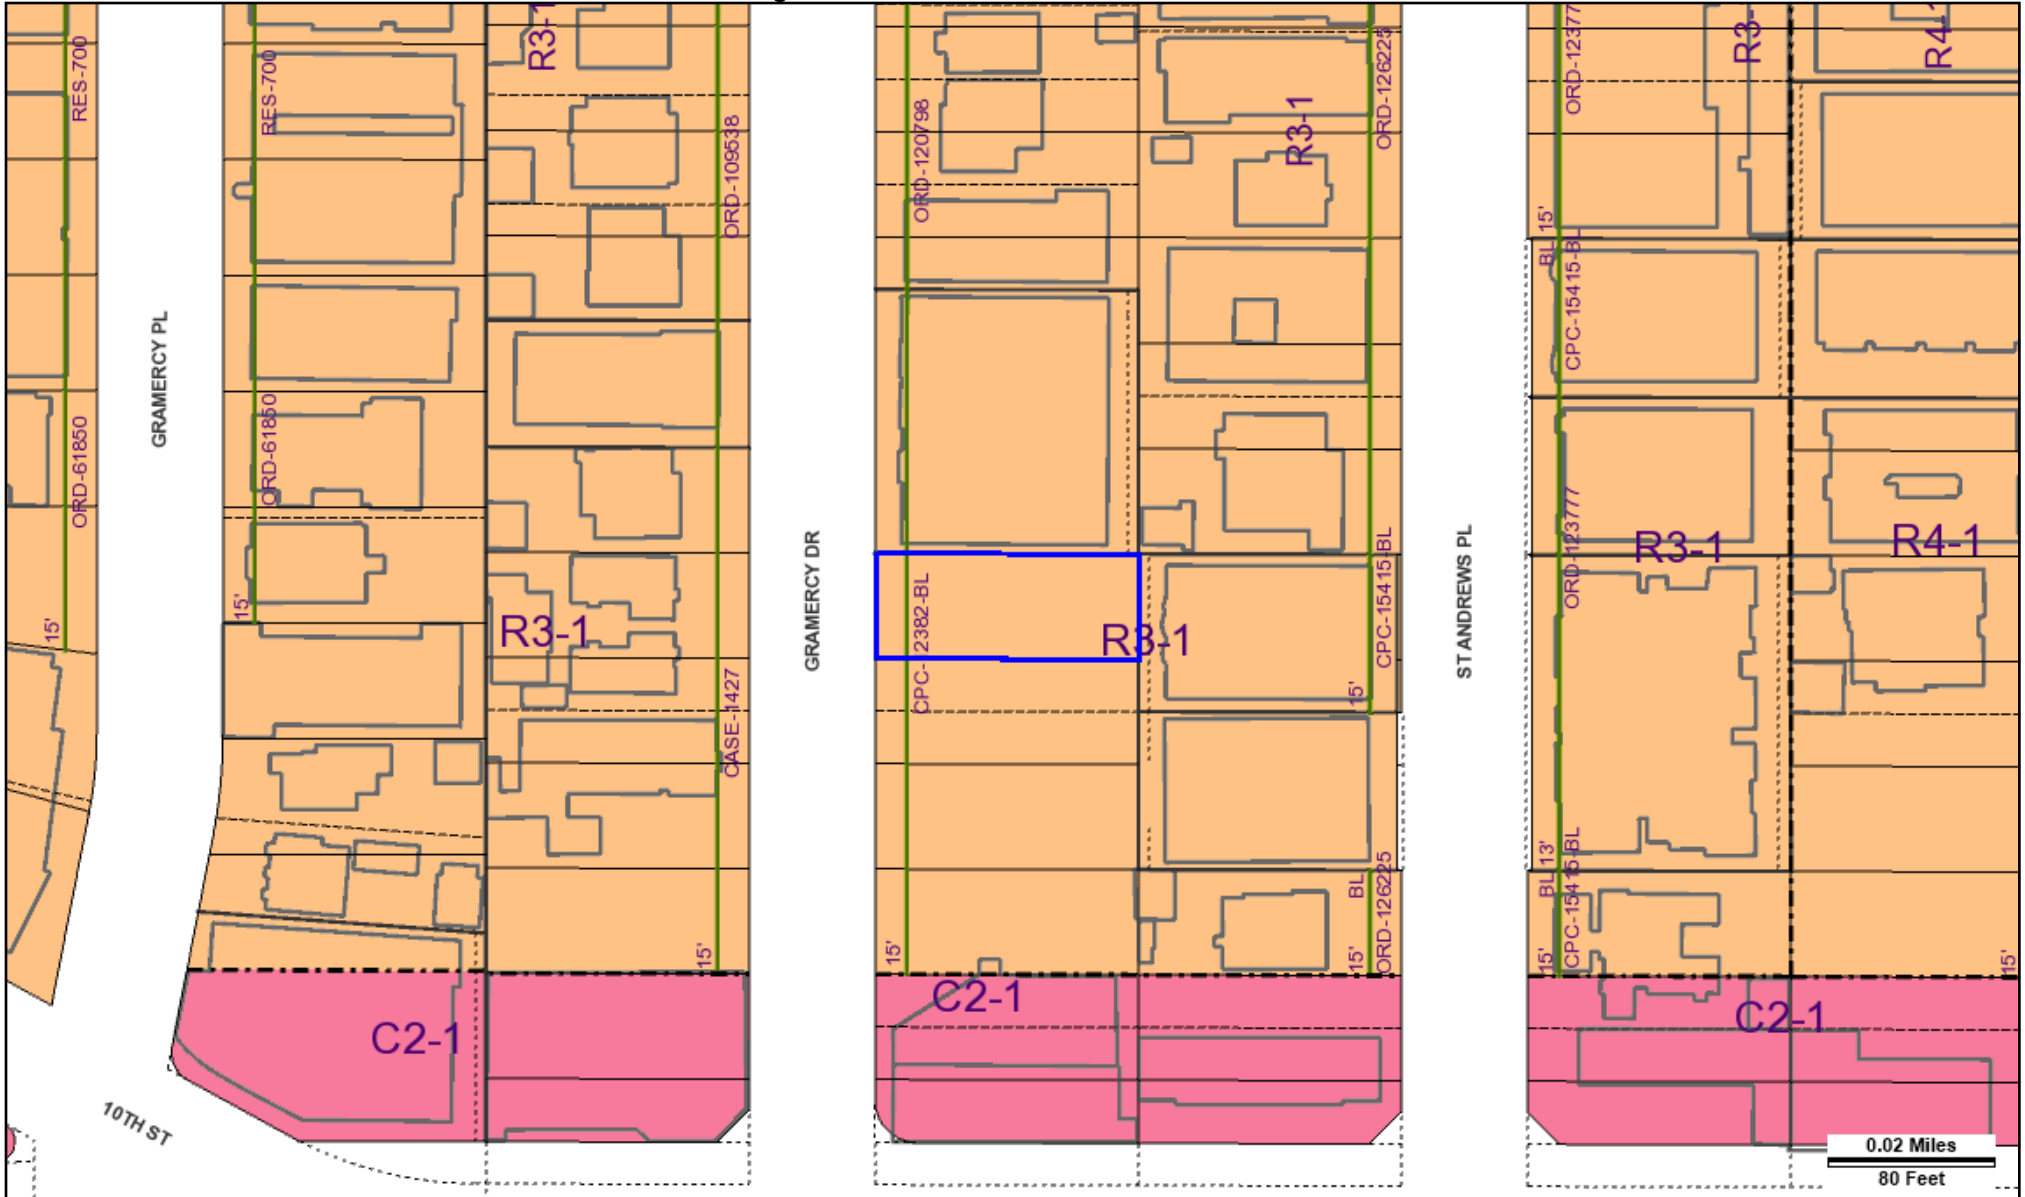 RES-700
RES-700
R3-1
ORD-109538
ORD-120798
R3-1
ORD-126225
ORD-12377
R3-
R4-1
GRAMERCY PL
ORD-61850
ORD-61850
15'
15'
R3-1
CASE-1427
15'
GRAMERCY DR
CPC-12382-BL
15'
R3-1
CPC-15415-BL
15'
BL
ORD-126225
15'
ST ANDREWS PL
15'
BL
CPC-15415-BL
ORD-123777
R3-1
R4-1
BL 13'
CPC-15415-BL
15'
15'
C2-1
C2-1
C2-1
10TH ST
0.02 Miles
80 Feet